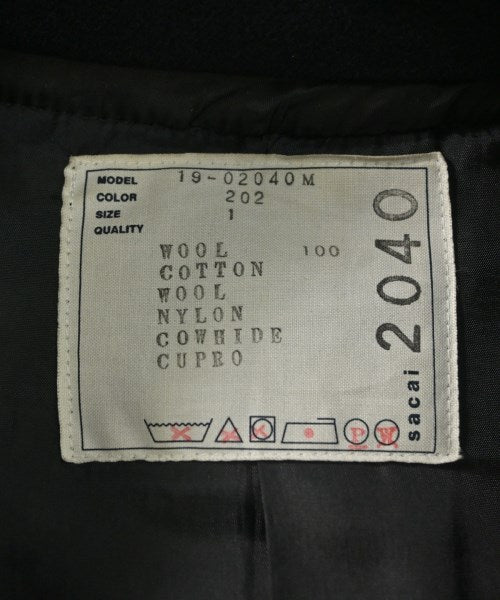 MODEL 19-02040M
COLOR 202
SIZE 1
QUALITY
WOOL 100
COTTON
WOOL
NYLON
COWHIDE
CUPRO
P W
sacai 2040